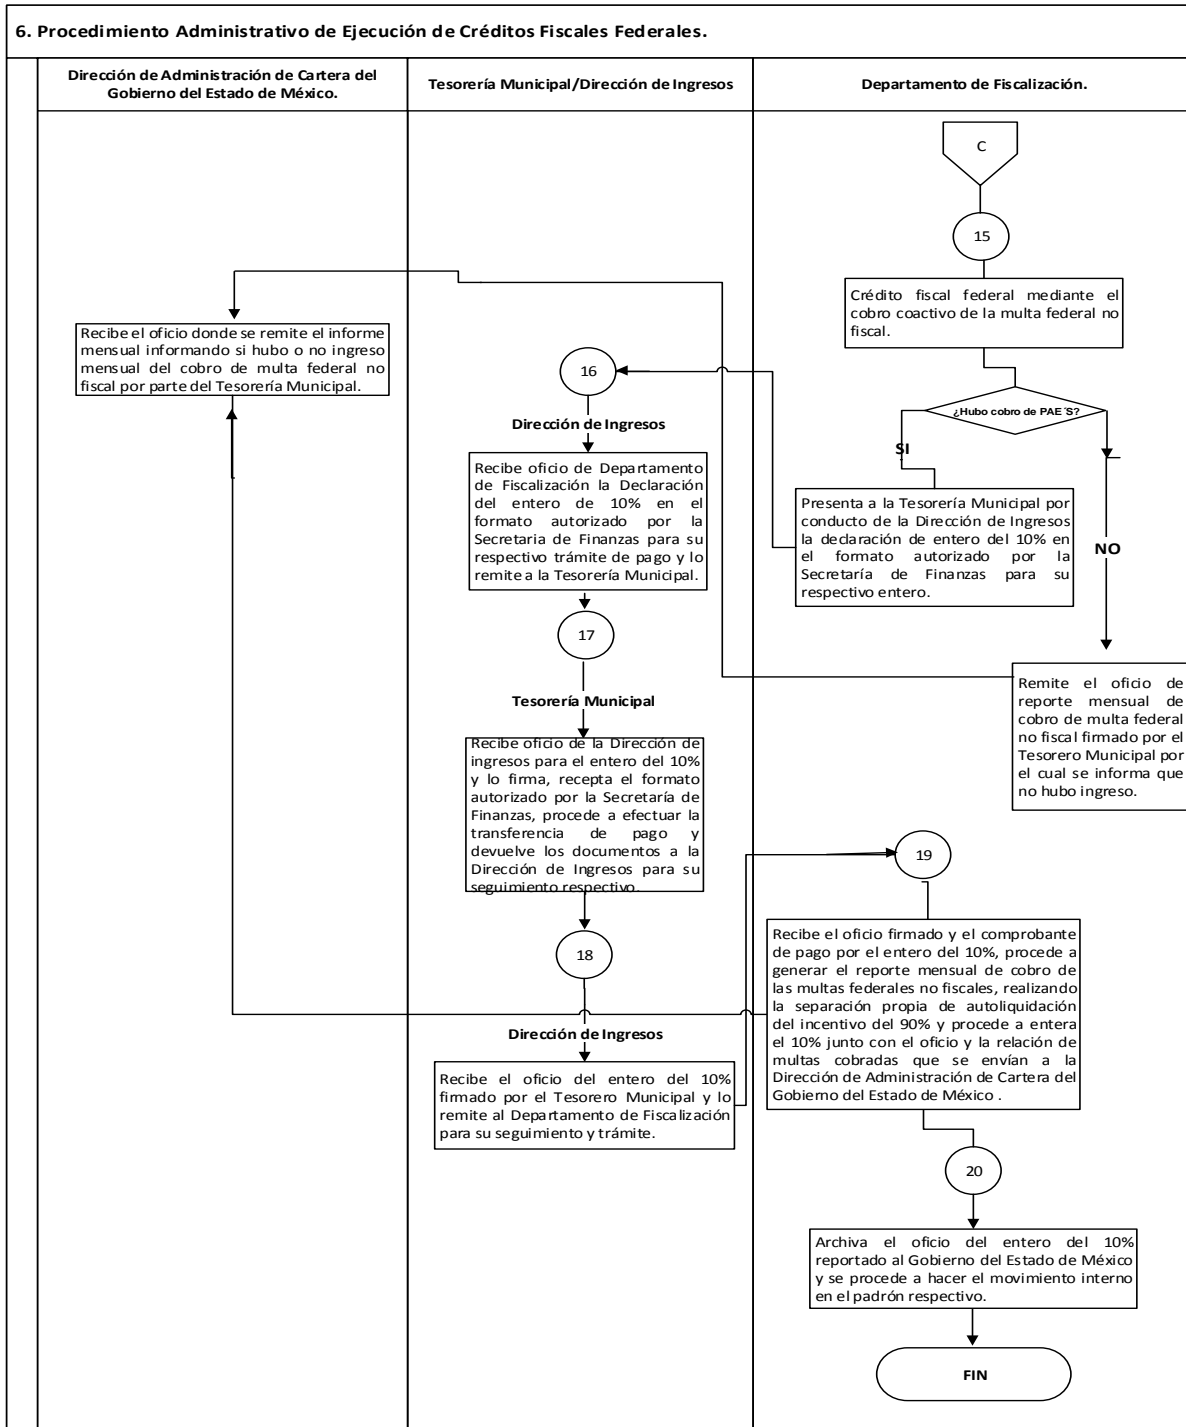 6. Procedimiento Administrativo de Ejecución de Créditos Fiscales Federales.
Dirección de Administración de Cartera del
Gobierno del Estado de México.
Tesorería Municipal/Dirección de Ingresos
Departamento de Fiscalización.
C
15
Crédito fiscal federal mediante el
cobro coactivo de la multa federal no
fiscal.
¿Hubo cobro de PAE´S?
SI
NO
Presenta a la Tesorería Municipal por
conducto de la Dirección de Ingresos
la declaración de entero del 10% en
el formato autorizado por la
Secretaría de Finanzas para su
respectivo entero.
Remite el oficio de
reporte mensual de
cobro de multa federal
no fiscal firmado por el
Tesorero Municipal por
el cual se informa que
no hubo ingreso.
Recibe el oficio donde se remite el informe
mensual informando si hubo o no ingreso
mensual del cobro de multa federal no
fiscal por parte del Tesorería Municipal.
16
Dirección de Ingresos
Recibe oficio de Departamento
de Fiscalización la Declaración
del entero de 10% en el
formato autorizado por la
Secretaria de Finanzas para su
respectivo trámite de pago y lo
remite a la Tesorería Municipal.
17
Tesorería Municipal
Recibe oficio de la Dirección de
ingresos para el entero del 10%
y lo firma, recepta el formato
autorizado por la Secretaría de
Finanzas, procede a efectuar la
transferencia de pago y
devuelve los documentos a la
Dirección de Ingresos para su
seguimiento respectivo.
18
Dirección de Ingresos
Recibe el oficio del entero del 10%
firmado por el Tesorero Municipal y lo
remite al Departamento de Fiscalización
para su seguimiento y trámite.
19
Recibe el oficio firmado y el comprobante
de pago por el entero del 10%, procede a
generar el reporte mensual de cobro de
las multas federales no fiscales, realizando
la separación propia de autoliquidación
del incentivo del 90% y procede a entera
el 10% junto con el oficio y la relación de
multas cobradas que se envían a la
Dirección de Administración de Cartera del
Gobierno del Estado de México .
20
Archiva el oficio del entero del 10%
reportado al Gobierno del Estado de México
y se procede a hacer el movimiento interno
en el padrón respectivo.
FIN